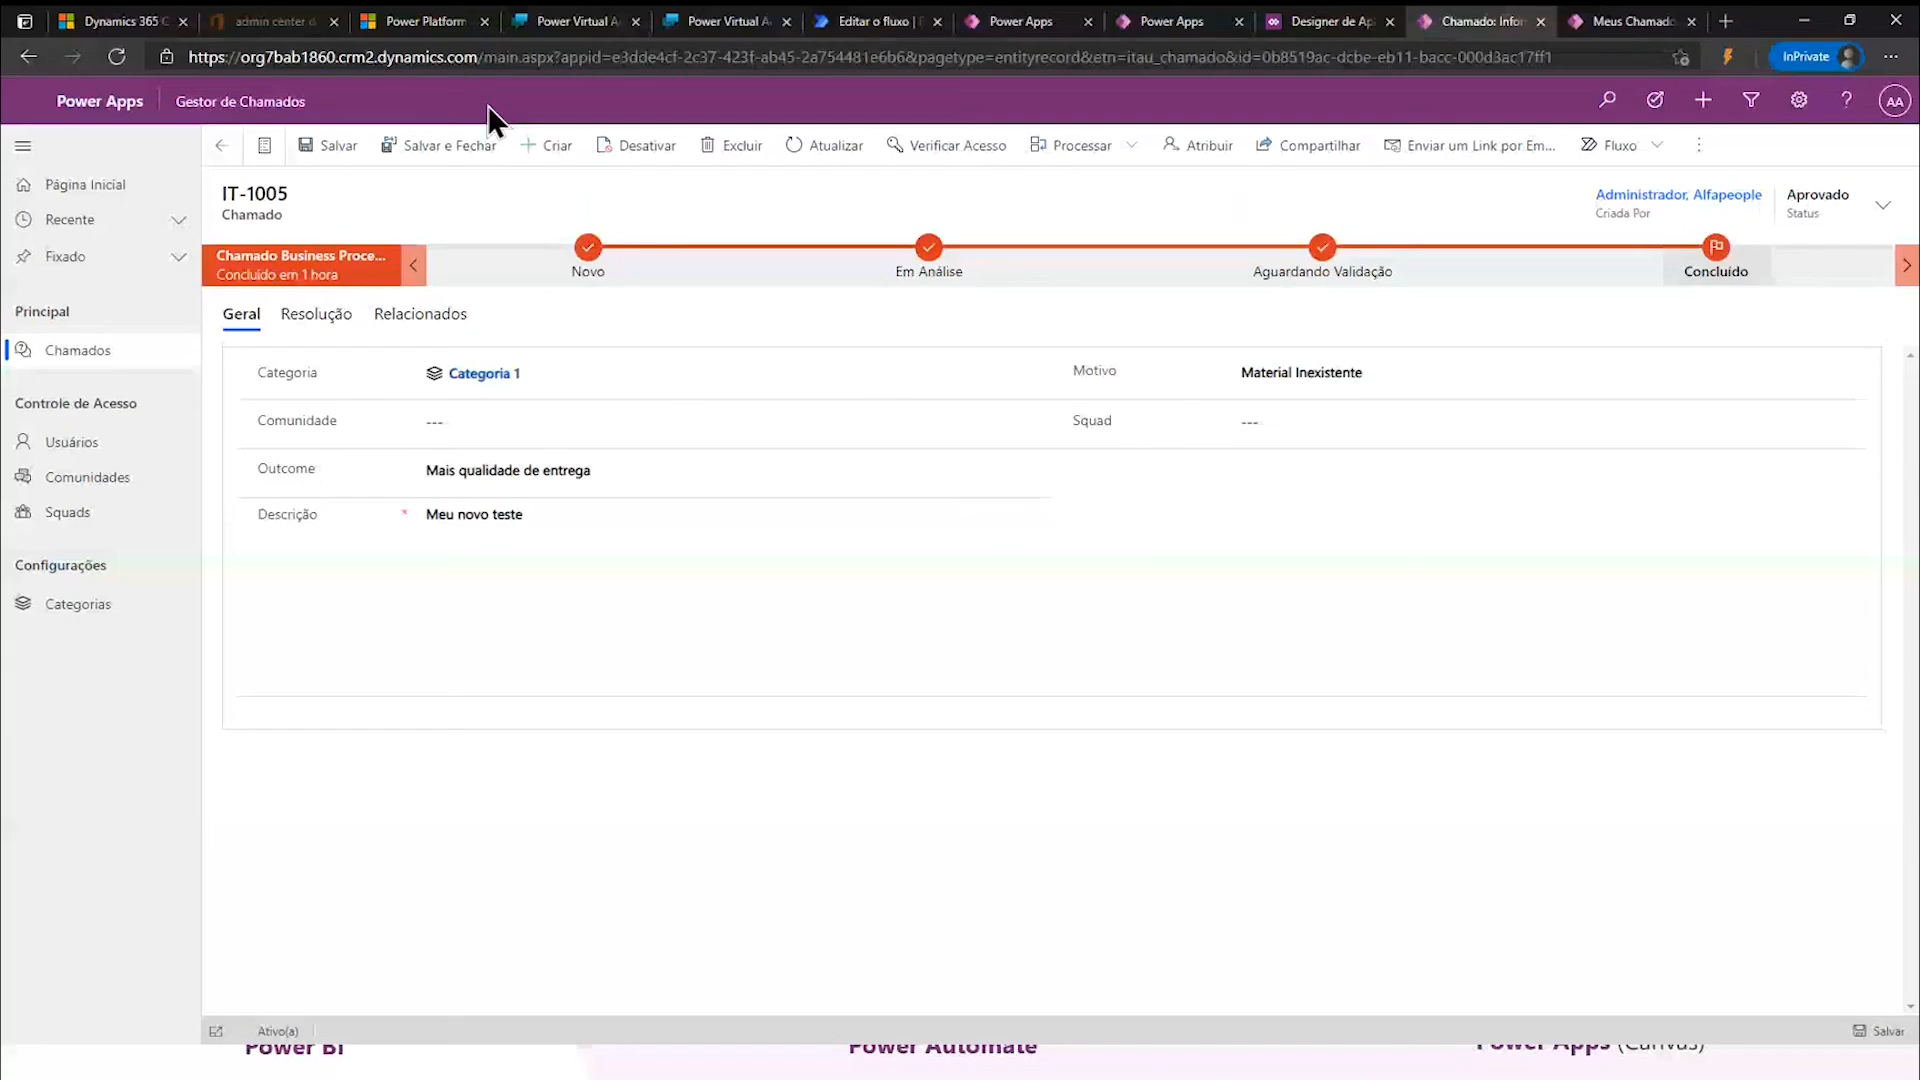 Dynamics 365 C
admin center d
Power Platform
Power Virtual A
Power Virtual A
Editar o fluxo |
Power Apps
Power Apps
Designer de Ap
Chamado: Infor
Meus Chamado
https://org7bab1860.crm2.dynamics.com/main.aspx?appid=e3dde4cf-2c37-423f-ab45-2a754481e6b6&pagetype=entityrecord&etn=itau_chamado&id=0b8519ac-dcbe-eb11-bacc-000d3ac17ff1
InPrivate
Power Apps
Gestor de Chamados
AA
Salvar
Salvar e Fechar
Criar
Desativar
Excluir
Atualizar
Verificar Acesso
Processar
Atribuir
Compartilhar
Enviar um Link por Em...
Fluxo
Página Inicial
Recente
Fixado
Principal
Chamados
Controle de Acesso
Usuários
Comunidades
Squads
Configurações
Categorias
IT-1005
Chamado
Administrador, Alfapeople
Criada Por
Aprovado
Status
Chamado Business Proce...
Concluído em 1 hora
Novo
Em Análise
Aguardando Validação
Concluído
Geral
Resolução
Relacionados
Categoria
Categoria 1
Motivo
Material Inexistente
Comunidade
---
Squad
---
Outcome
Mais qualidade de entrega
Descrição
*
Meu novo teste
Ativo(a)
Salvar
Power BI
Power Automate
Power Apps (Canvas)